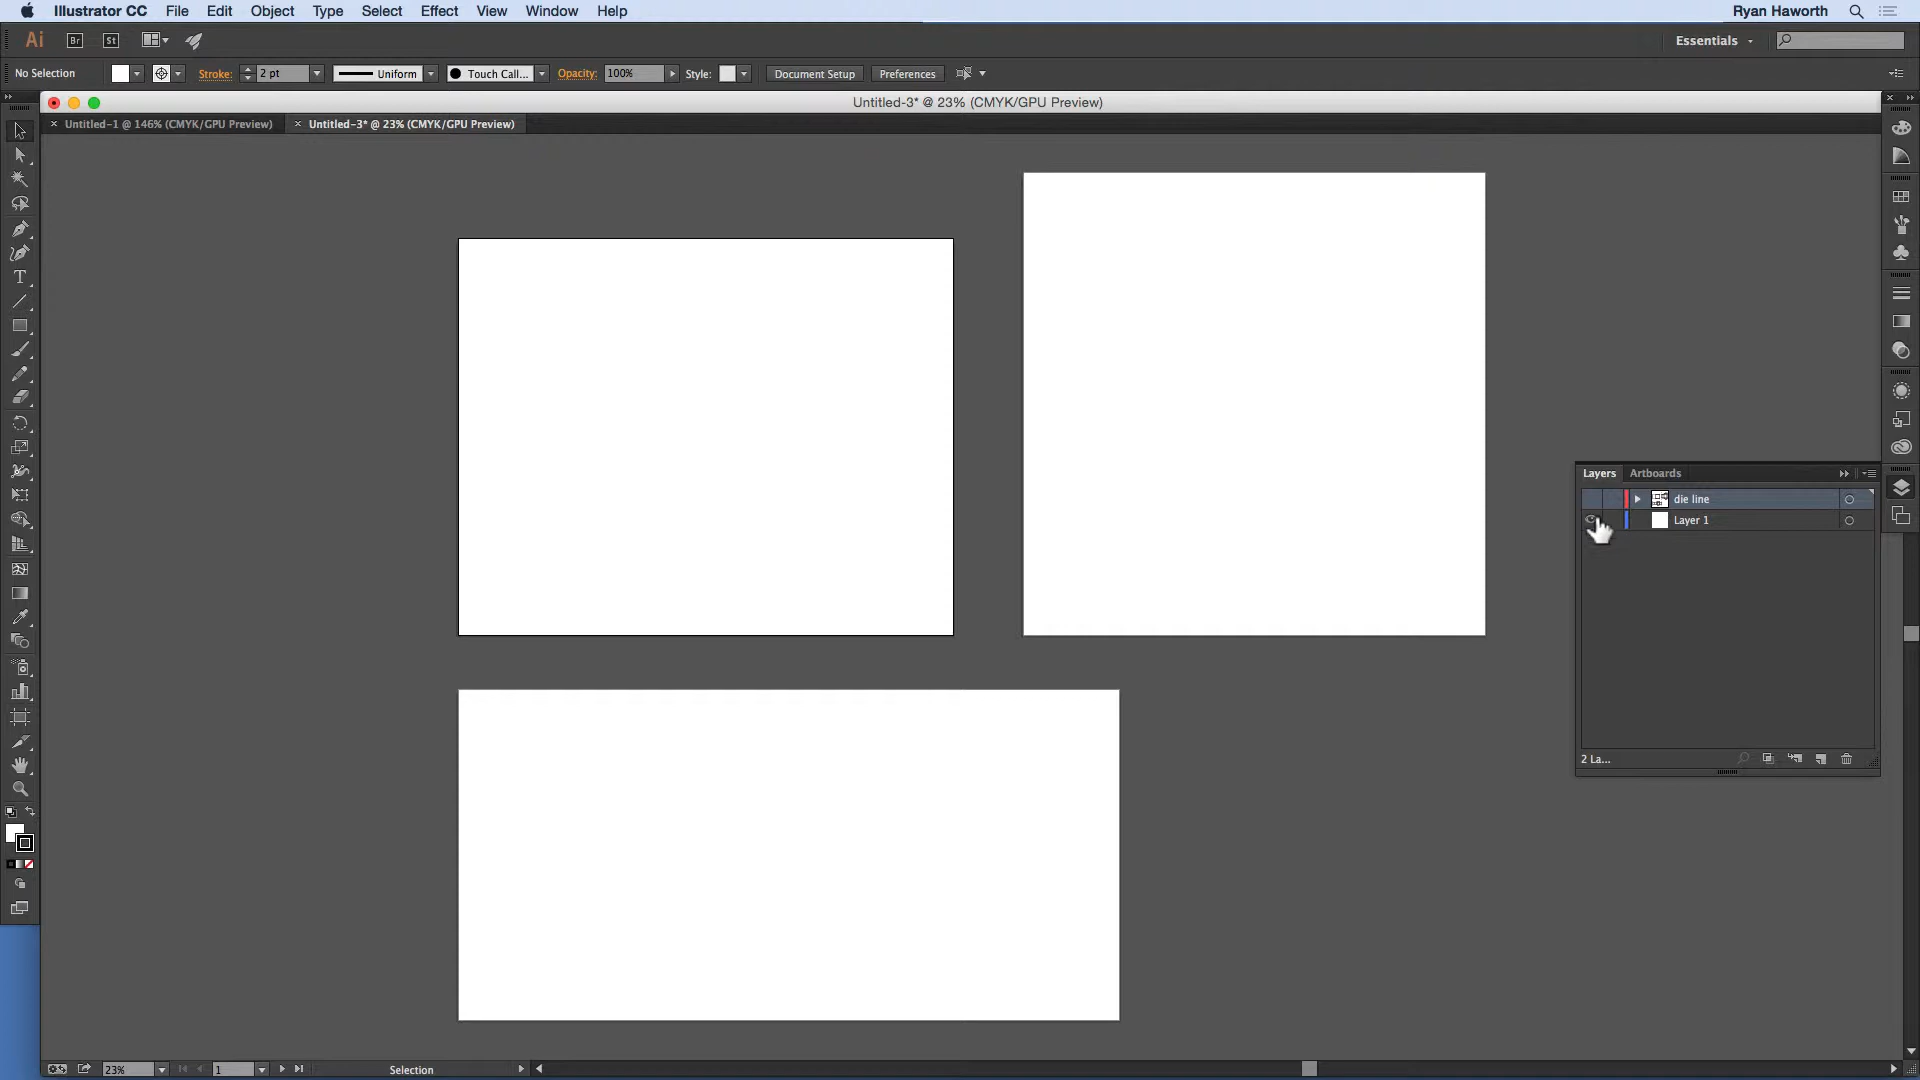 Illustrator CC File Edit Object Type Select Effect View Window Help Ryan Haworth
Ai Br St Essentials
No Selection Stroke: 2 pt Uniform Touch Call... Opacity: 100% Style: Document Setup Preferences
Untitled-3* @ 23% (CMYK/GPU Preview)
Untitled-1 @ 146% (CMYK/GPU Preview) Untitled-3* @ 23% (CMYK/GPU Preview)
Layers Artboards
die line
Layer 1
2 La...
23% 1 Selection